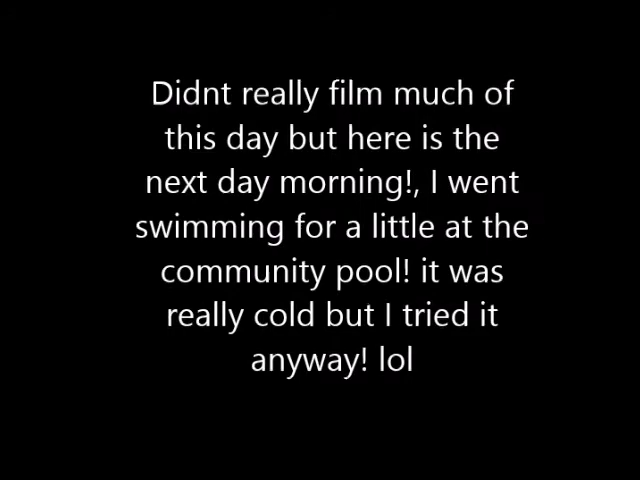 Didnt really film much of
this day but here is the
next day morning!, I went
swimming for a little at the
community pool! it was
really cold but I tried it
anyway! lol